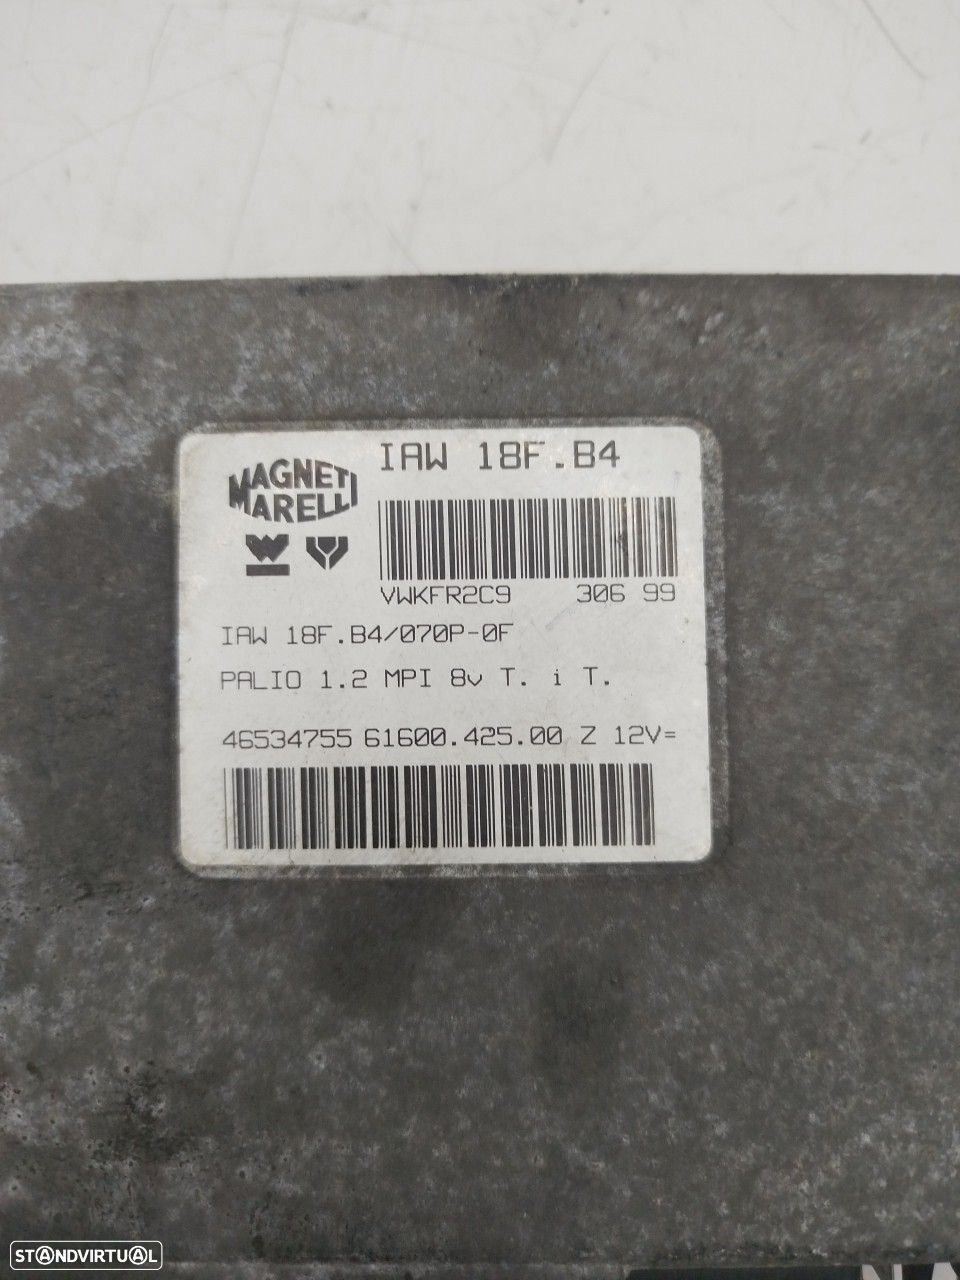 IAW 18F.B4
MAGNETI
MARELLI
VWKFR2C9 306 99
IAW 18F.B4/070P-0F
PALIO 1.2 MPI 8v T. i T.
46534755 61600.425.00 Z 12V=
STANDVIRTUAL